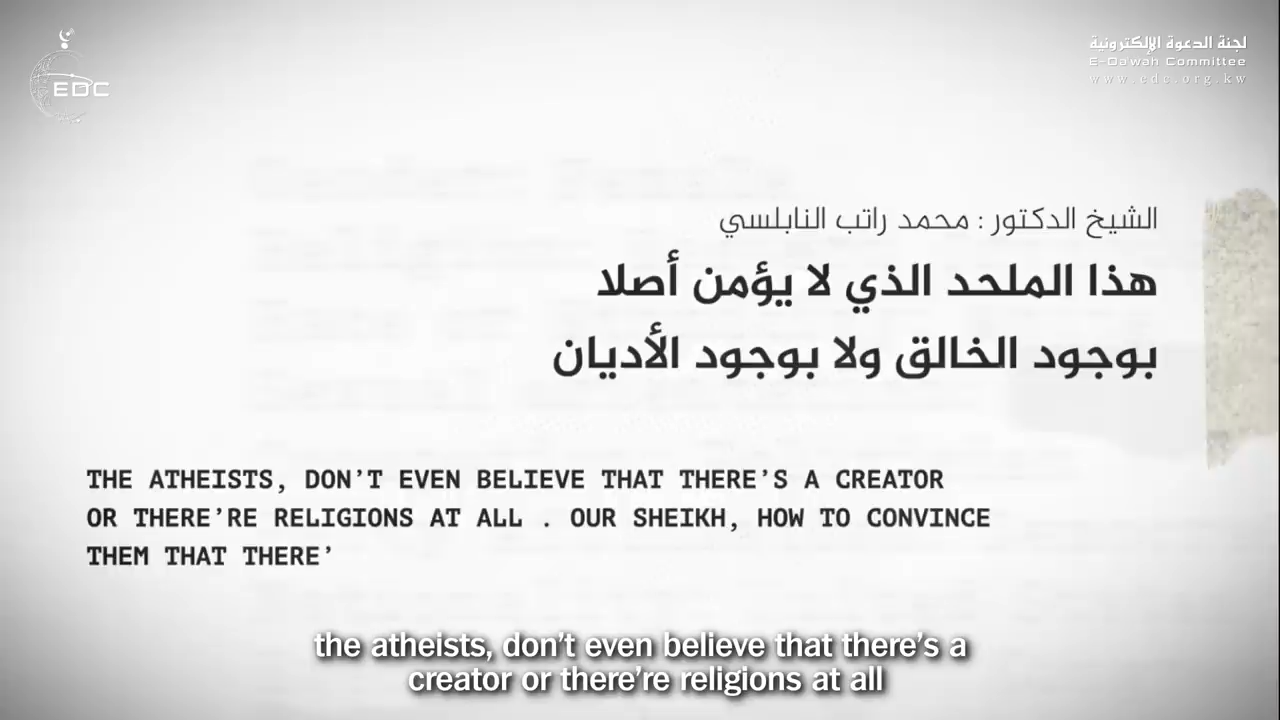 EDC
لجنة الدعوة الإلكترونية
E-Dawah Committee
www.edc.org.kw
الشيخ الدكتور : محمد راتب النابلسي
هذا الملحد الذي لا يؤمن أصلا
بوجود الخالق ولا بوجود الأديان
THE ATHEISTS, DON'T EVEN BELIEVE THAT THERE'S A CREATOR
OR THERE'RE RELIGIONS AT ALL . OUR SHEIKH, HOW TO CONVINCE
THEM THAT THERE'
the atheists, don't even believe that there's a
creator or there're religions at all